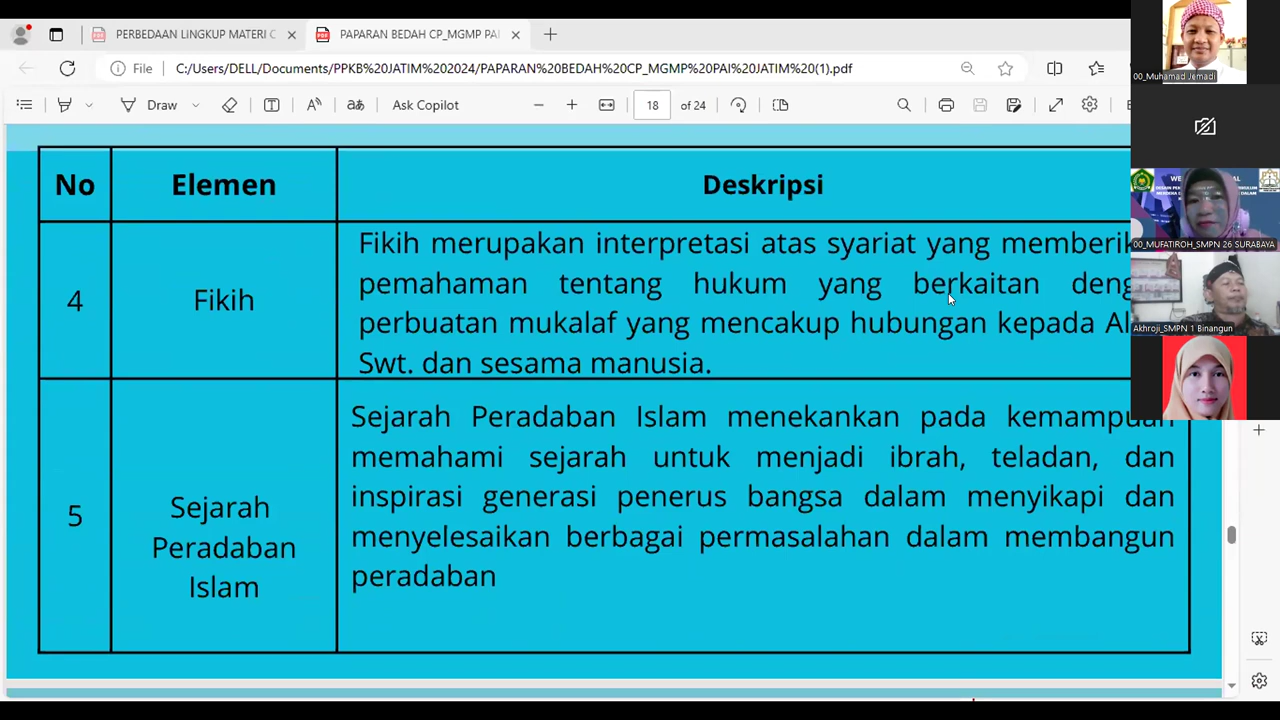 PERBEDAAN LINGKUP MATERI C
PAPARAN BEDAH CP_MGMP PAI
File
C:/Users/DELL/Documents/PPKB%20JATIM%202024/PAPARAN%20BEDAH%20CP_MGMP%20PAI%20JATIM%20(1).pdf
Draw
Ask Copilot
18 of 24
No Elemen Deskripsi
4 Fikih
Fikih merupakan interpretasi atas syariat yang memberik
pemahaman tentang hukum yang berkaitan deng
perbuatan mukalaf yang mencakup hubungan kepada Al
Swt. dan sesama manusia.
5 Sejarah
Peradaban
Islam
Sejarah Peradaban Islam menekankan pada kemampuan
memahami sejarah untuk menjadi ibrah, teladan, dan
inspirasi generasi penerus bangsa dalam menyikapi dan
menyelesaikan berbagai permasalahan dalam membangun
peradaban
00_Muhamad Jemadi
00_MUFATIROH_SMPN 26 SURABAYA
Akhroji_SMPN 1 Binangun